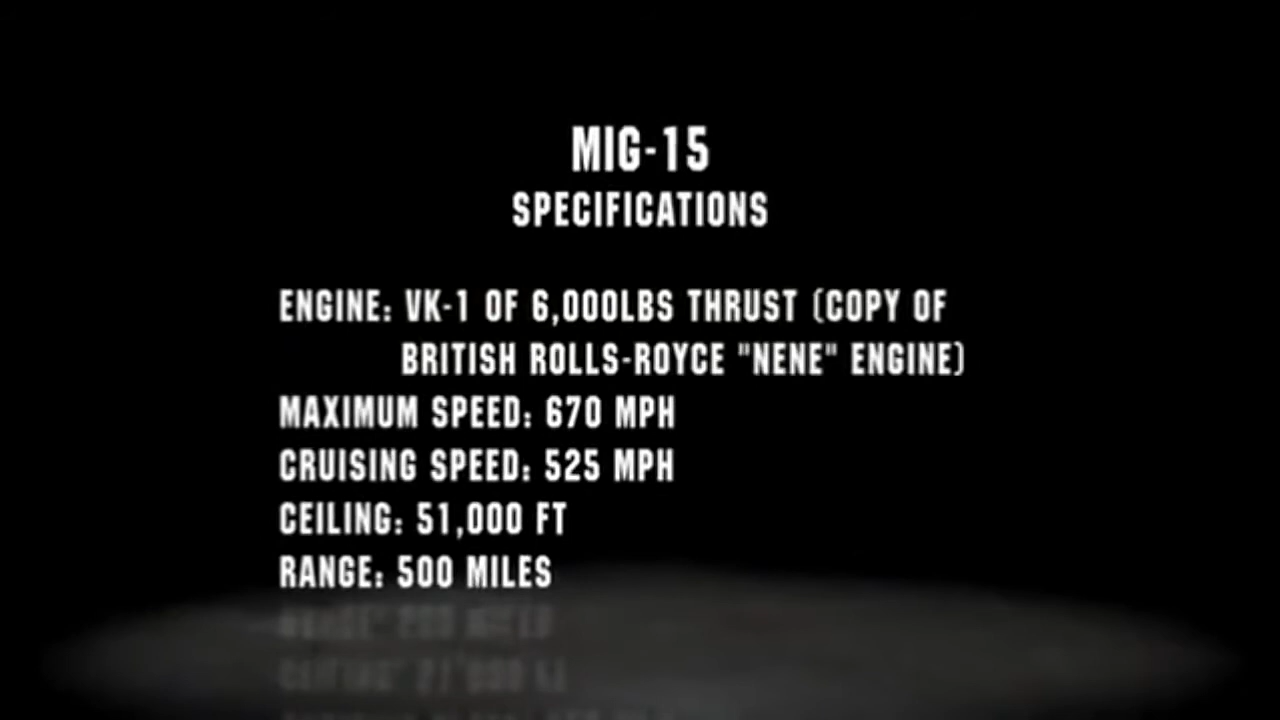 MIG-15
SPECIFICATIONS
ENGINE: VK-1 OF 6,000LBS THRUST (COPY OF
BRITISH ROLLS-ROYCE "NENE" ENGINE)
MAXIMUM SPEED: 670 MPH
CRUISING SPEED: 525 MPH
CEILING: 51,000 FT
RANGE: 500 MILES